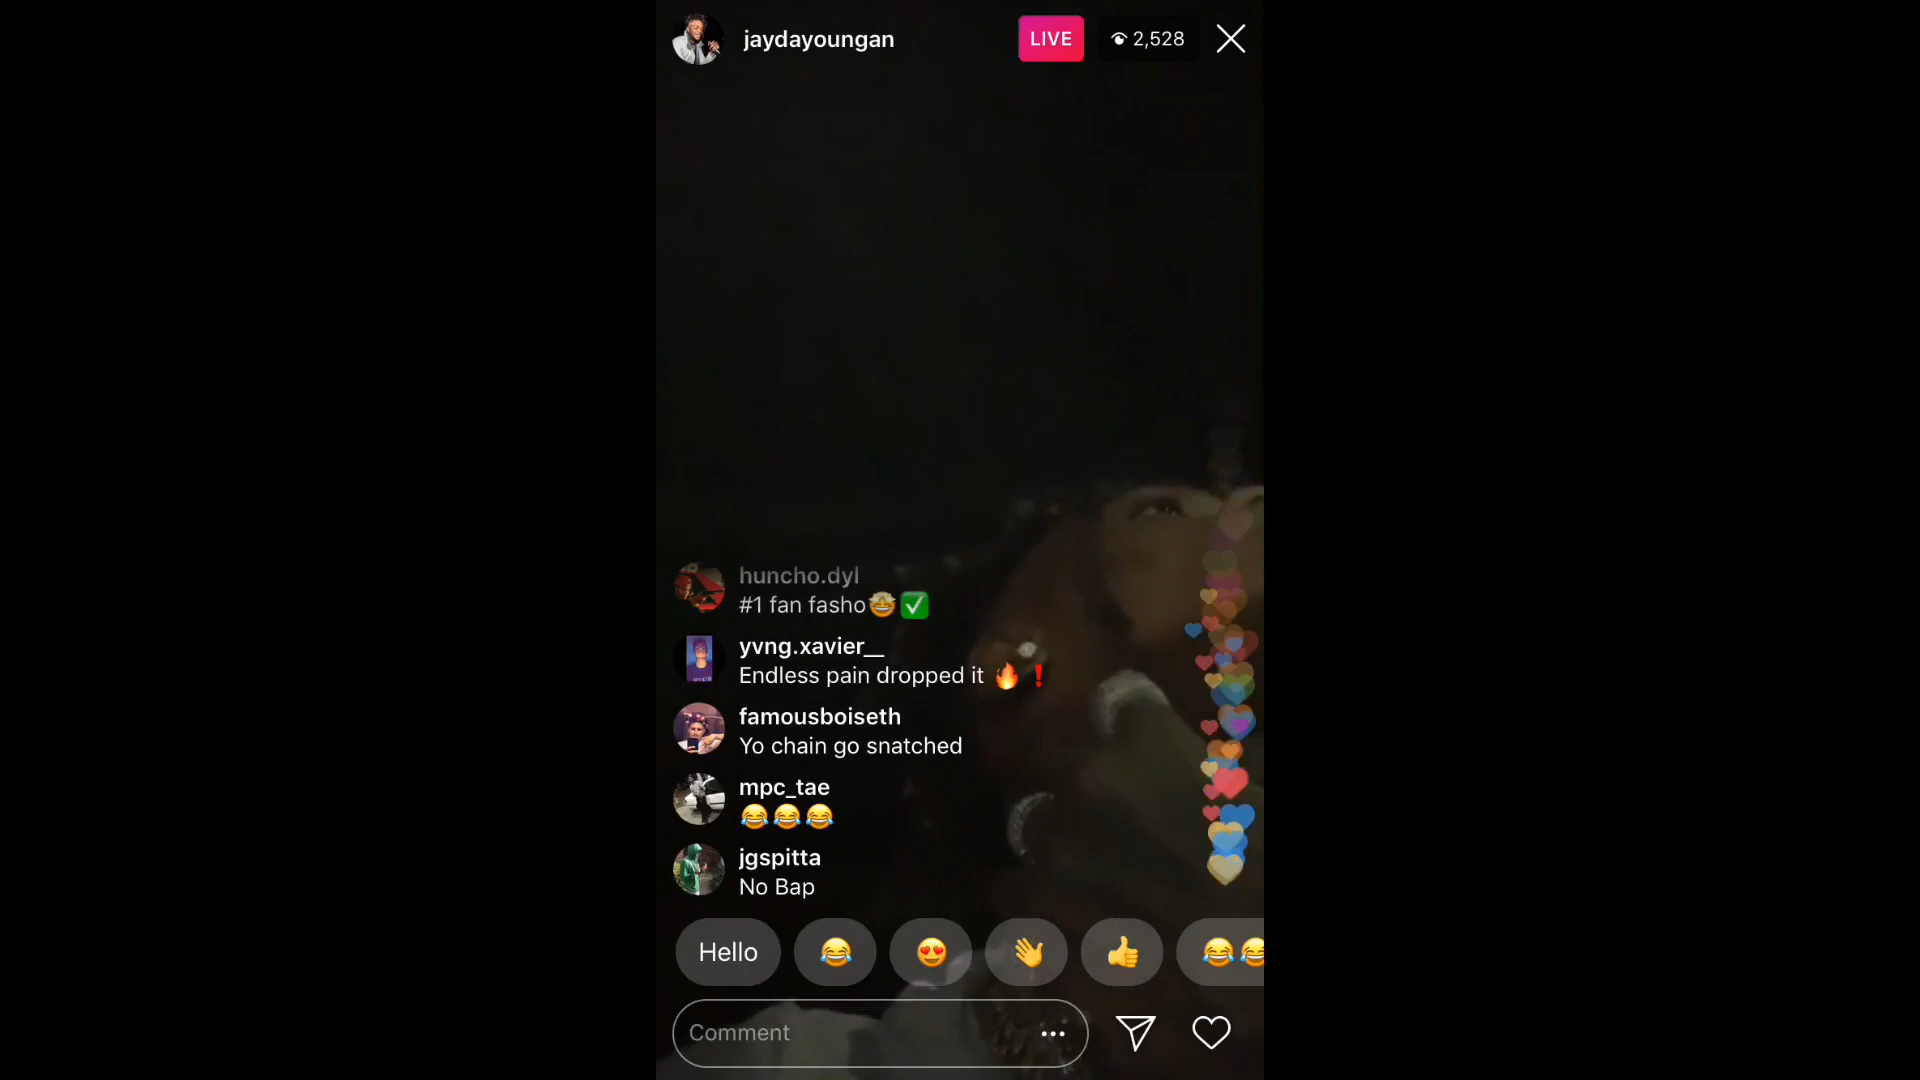 jaydayoungan
LIVE
2,528
huncho.dyl
#1 fan fasho🤩✅
yvng.xavier__
Endless pain dropped it 🔥❗
famousboiseth
Yo chain go snatched
mpc_tae
😂😂😂
jgspitta
No Bap
Hello
😂
😍
👋
👍
😂😂
Comment